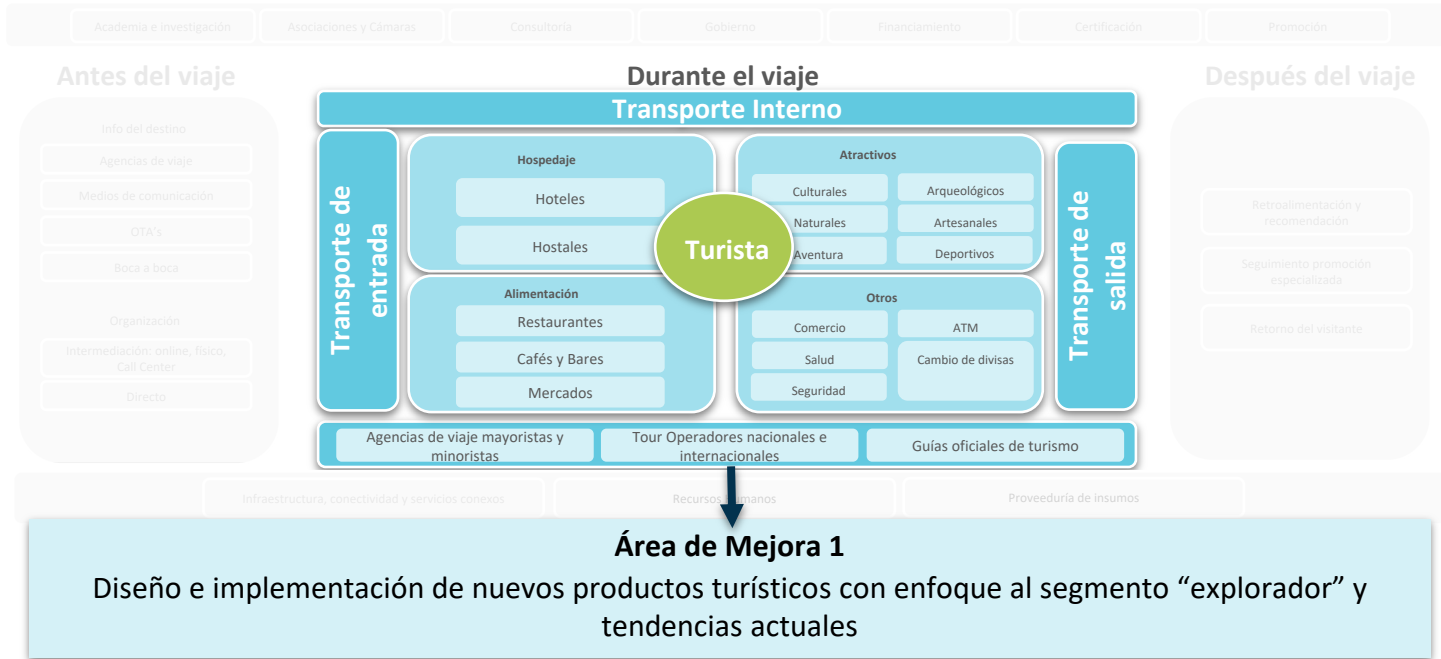 Academia e investigación
Asociaciones y Cámaras
Consultoría
Gobierno
Financiamiento
Certificación
Promoción
Antes del viaje
Info del destino
Agencias de viaje
Medios de comunicación
OTA's
Boca a boca
Organización
Intermediación: online, físico,
Call Center
Directo
Durante el viaje
Transporte Interno
Transporte de
entrada
Hospedaje
Hoteles
Hostales
Atractivos
Culturales
Arqueológicos
Naturales
Artesanales
Aventura
Deportivos
Turista
Alimentación
Restaurantes
Cafés y Bares
Mercados
Otros
Comercio
ATM
Salud
Cambio de divisas
Seguridad
Transporte de
salida
Agencias de viaje mayoristas y
minoristas
Tour Operadores nacionales e
internacionales
Guías oficiales de turismo
Después del viaje
Retroalimentación y
recomendación
Seguimiento promoción
especializada
Retorno del visitante
Infraestructura, conectividad y servicios conexos
Recursos Humanos
Proveeduría de insumos
Área de Mejora 1
Diseño e implementación de nuevos productos turísticos con enfoque al segmento “explorador” y
tendencias actuales